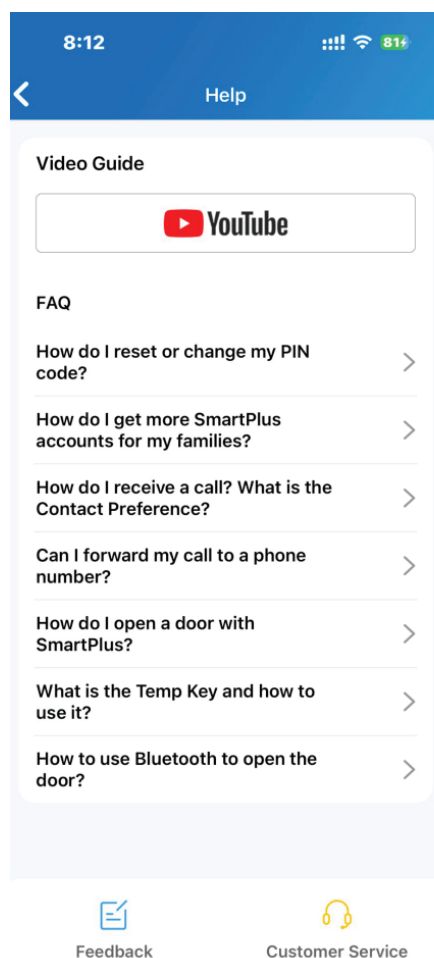 8:12
81
Help
Video Guide
YouTube
FAQ
How do I reset or change my PIN
code?
How do I get more SmartPlus
accounts for my families?
How do I receive a call? What is the
Contact Preference?
Can I forward my call to a phone
number?
How do I open a door with
SmartPlus?
What is the Temp Key and how to
use it?
How to use Bluetooth to open the
door?
Feedback
Customer Service